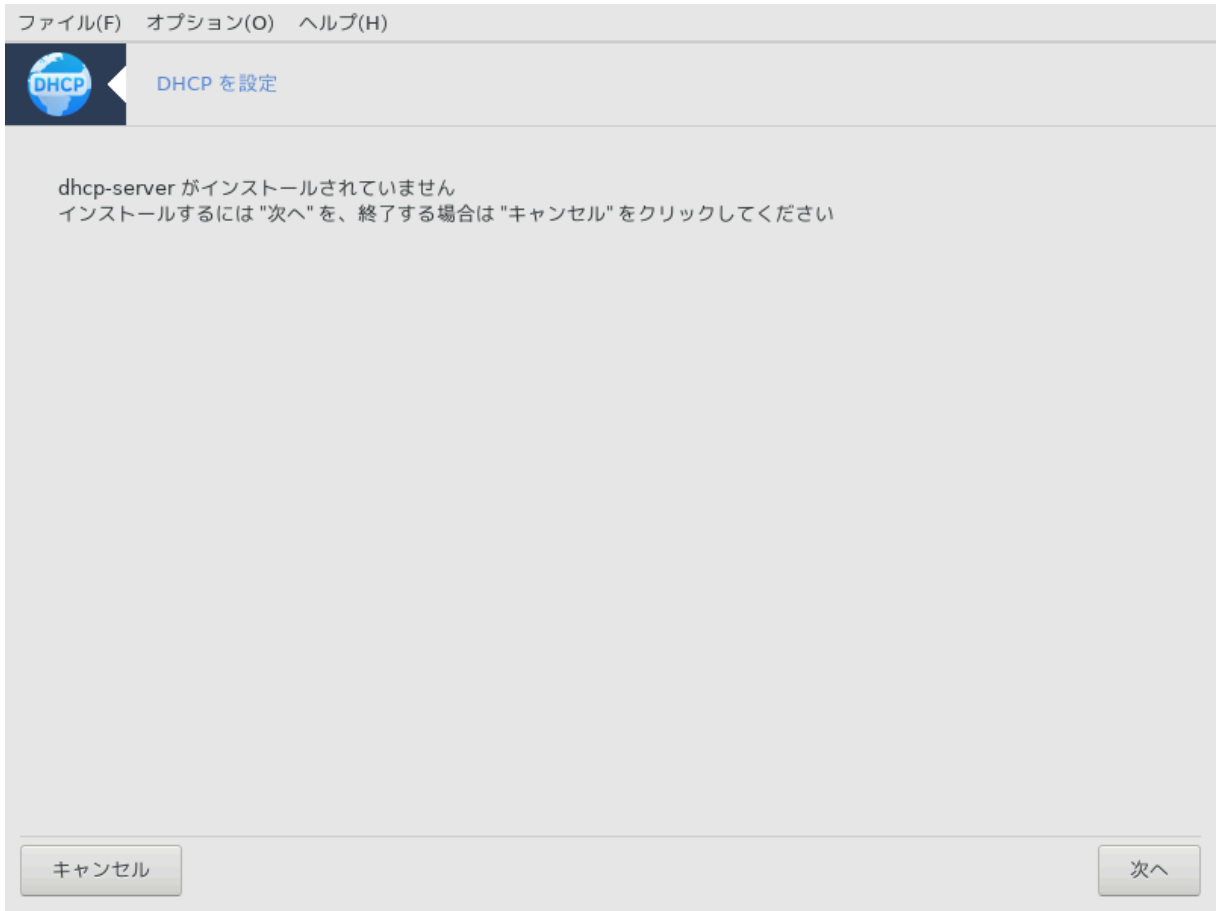 ファイル(F) オプション(O) ヘルプ(H)
DHCP
DHCP を設定
dhcp-server がインストールされていません
インストールするには "次へ" を、終了する場合は "キャンセル" をクリックしてください
キャンセル
次へ